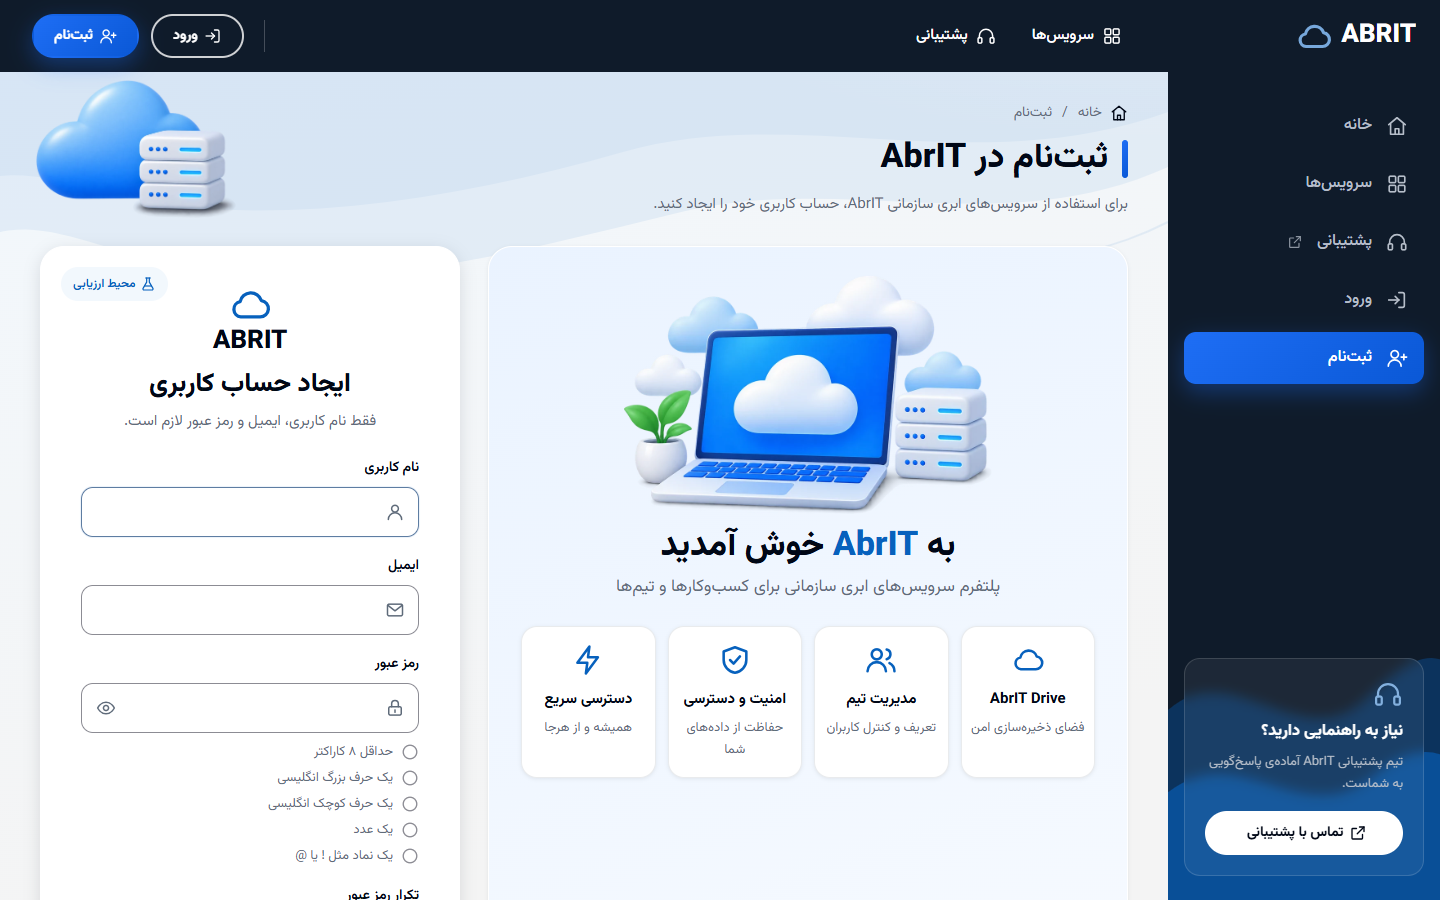 ABRIT
سرویس‌ها
پشتیبانی
ورود
ثبت‌نام
خانه
سرویس‌ها
پشتیبانی
ورود
ثبت‌نام
نیاز به راهنمایی دارید؟
تیم پشتیبانی AbrIT آماده‌ی پاسخ‌گویی
به شماست.
تماس با پشتیبانی
خانه / ثبت‌نام
ثبت‌نام در AbrIT
برای استفاده از سرویس‌های ابری سازمانی AbrIT، حساب کاربری خود را ایجاد کنید.
به AbrIT خوش آمدید
پلتفرم سرویس‌های ابری سازمانی برای کسب‌وکارها و تیم‌ها
AbrIT Drive
فضای ذخیره‌سازی امن
مدیریت تیم
تعریف و کنترل کاربران
امنیت و دسترسی
حفاظت از داده‌های
شما
دسترسی سریع
همیشه و از هرجا
محیط ارزیابی
ABRIT
ایجاد حساب کاربری
فقط نام کاربری، ایمیل و رمز عبور لازم است.
نام کاربری
ایمیل
رمز عبور
حداقل ۸ کاراکتر
یک حرف بزرگ انگلیسی
یک حرف کوچک انگلیسی
یک عدد
یک نماد مثل ! یا @
تکرار رمز عبور